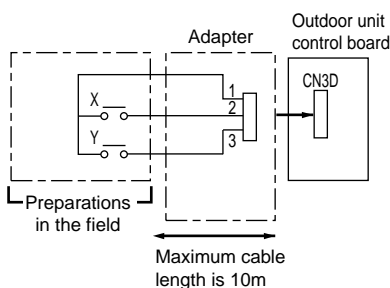 Adapter
Outdoor unit
control board
CN3D
X
Y
1
2
3
Preparations
in the field
Maximum cable
length is 10m